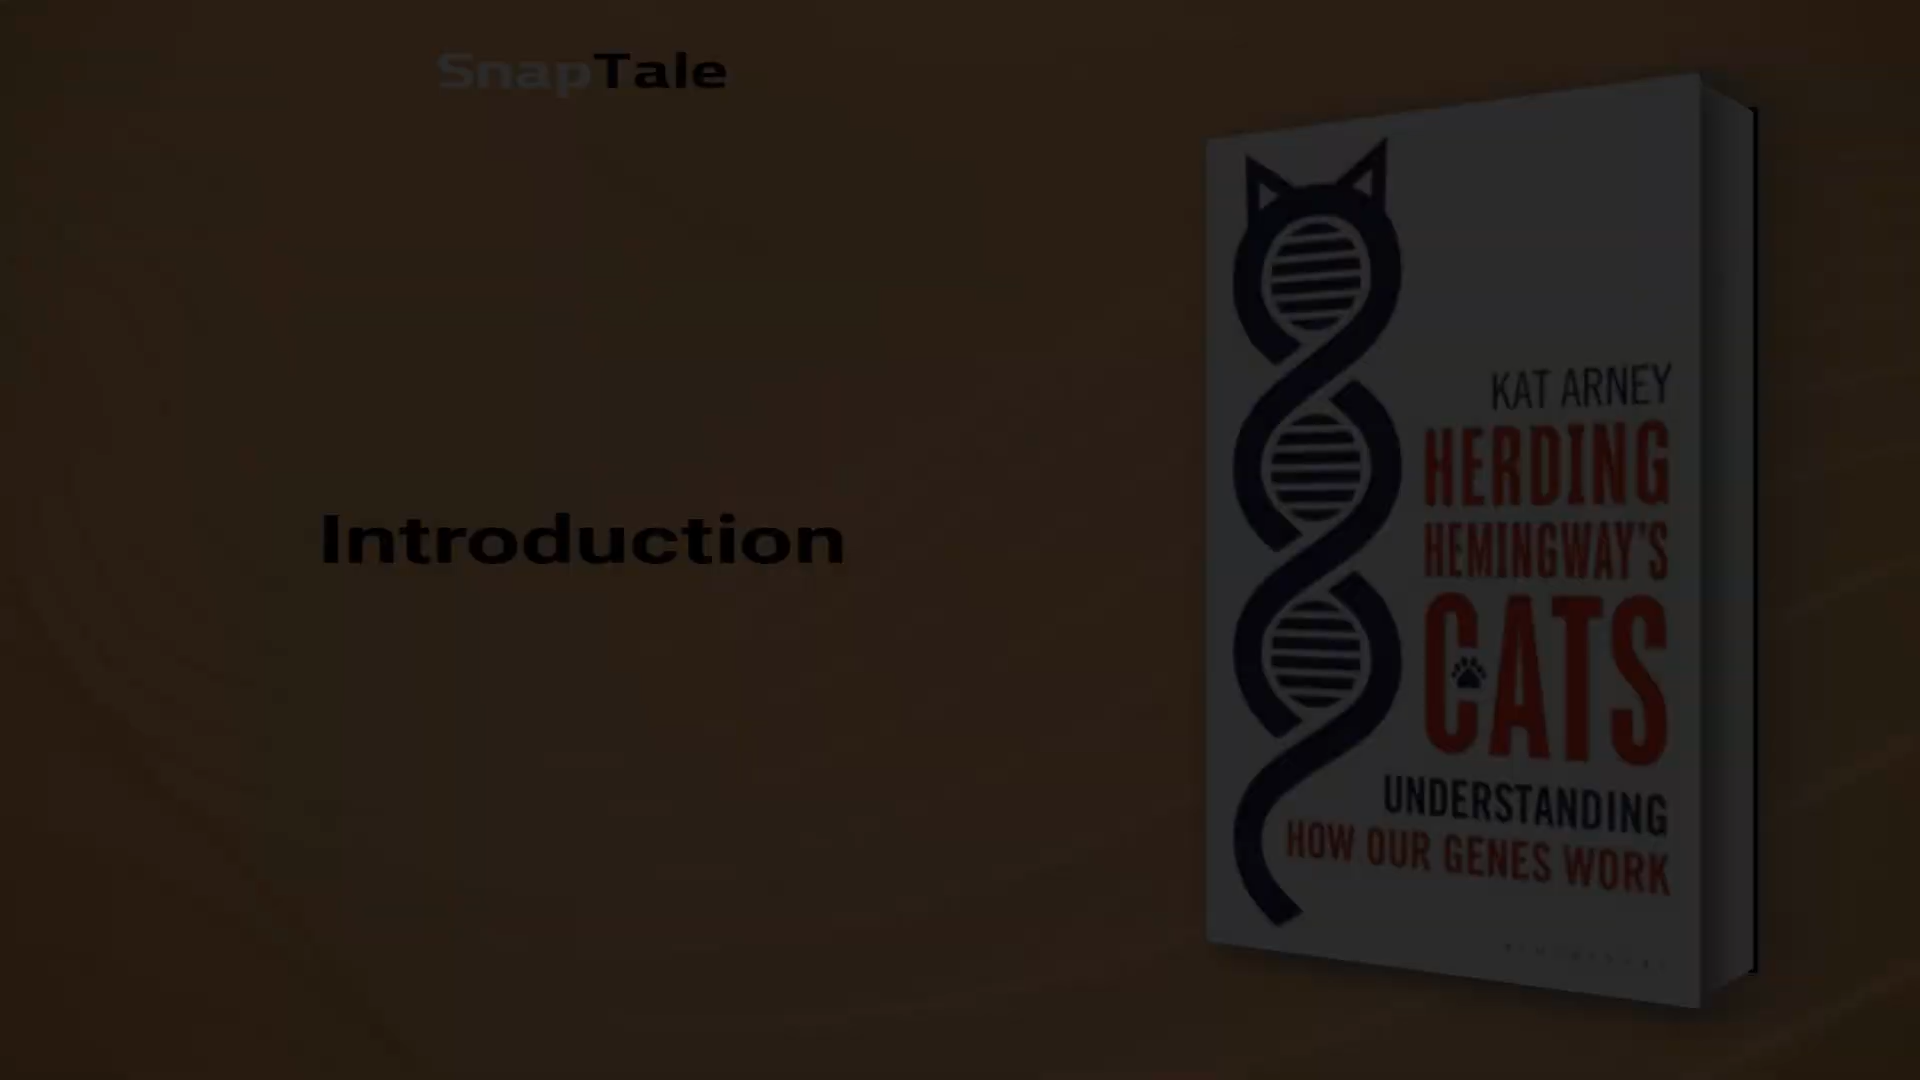 SnapTale
Introduction
KAT ARNEY
HERDING
HEMINGWAY'S
CATS
UNDERSTANDING
HOW OUR GENES WORK